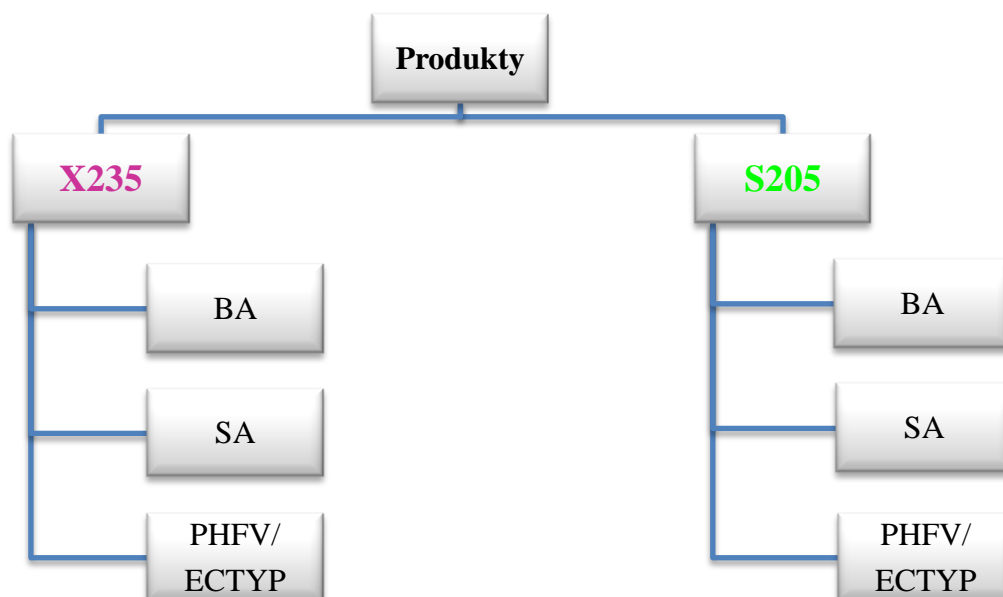 Produkty
X235
S205
BA
BA
SA
SA
PHFV/
ECTYP
PHFV/
ECTYP